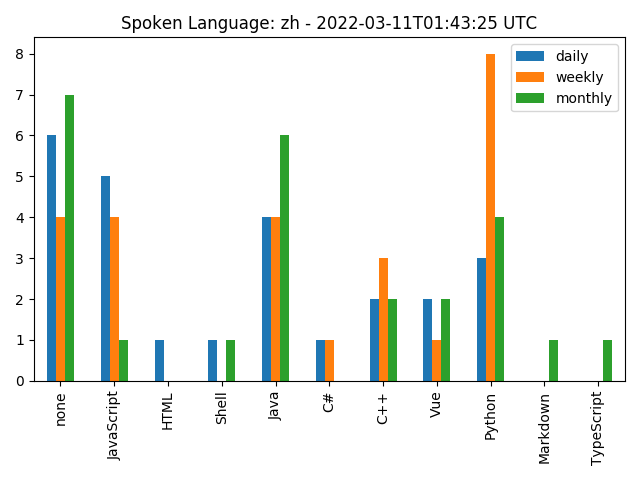 Spoken Language: zh - 2022-03-11T01:43:25 UTC
daily
weekly
monthly
8
7
6
5
4
3
2
1
0
none
JavaScript
HTML
Shell
Java
C#
C++
Vue
Python
Markdown
TypeScript